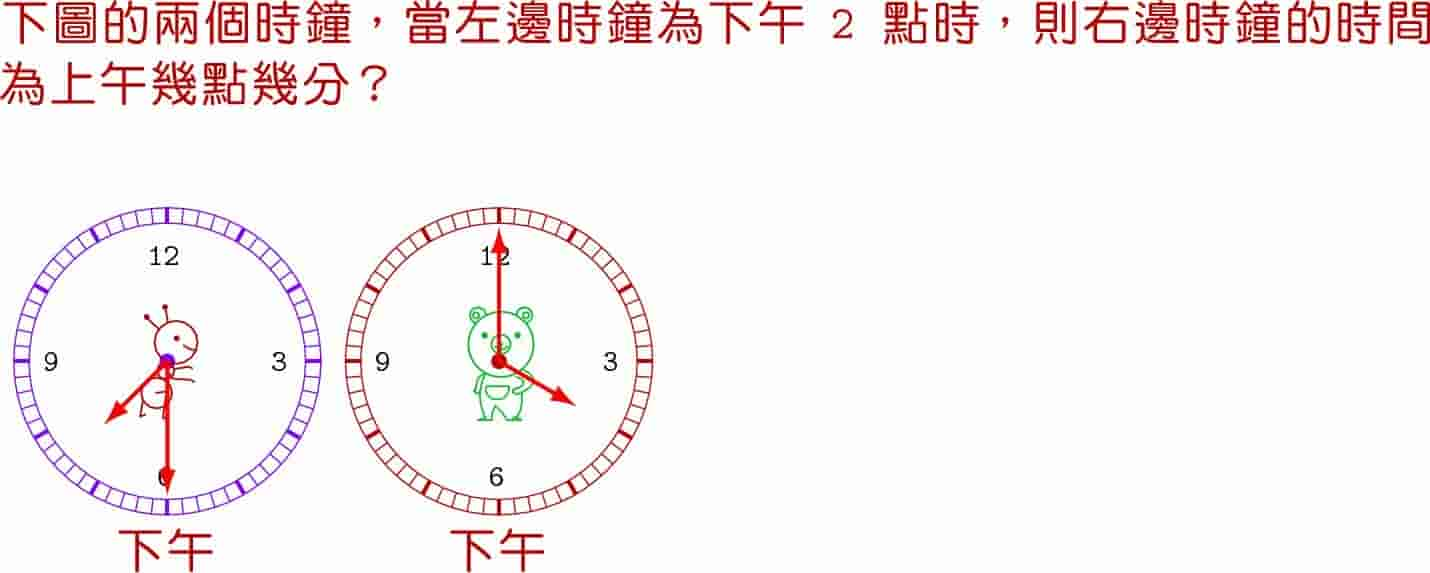 下圖的兩個時鐘，當左邊時鐘為下午 2 點時，則右邊時鐘的時間
為上午幾點幾分？
12 12
9 3 9 3
6 6
下午 下午